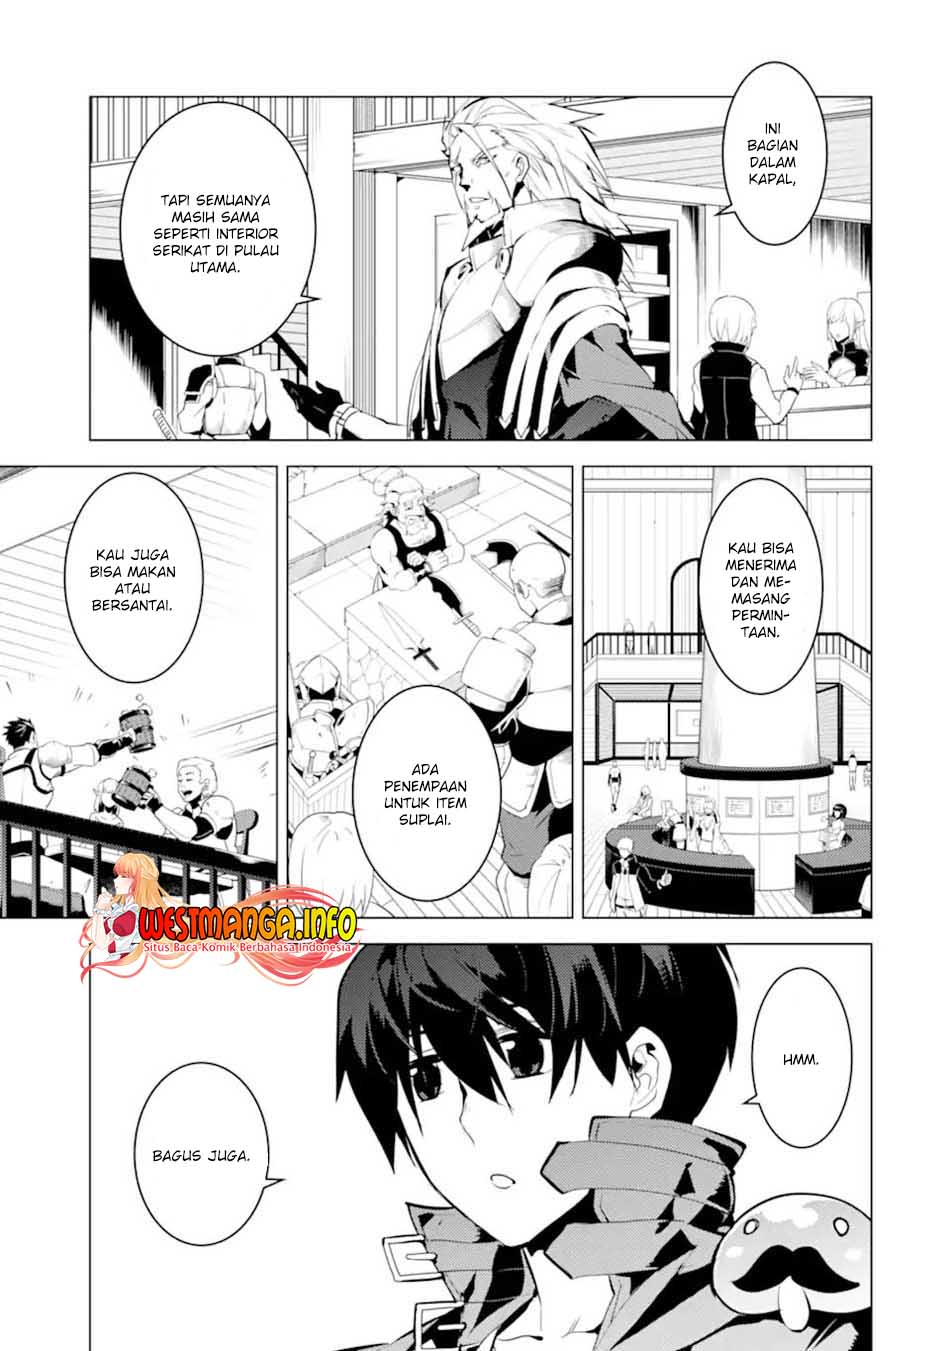 INI
BAGIAN
DALAM
KAPAL,
TAPI SEMUANYA
MASIH SAMA
SEPERTI INTERIOR
SERIKAT DI PULAU
UTAMA.
KAU BISA
MENERIMA
DAN ME-
MASANG
PERMIN-
TAAN.
ADA
PENEMPAAN
UNTUK ITEM
SUPLAI.
KAU JUGA
BISA MAKAN
ATAU
BERSANTAI.
WESTMANGA.INFO
Situs Baca Komik Berbahasa Indonesia
HMM.
BAGUS JUGA.